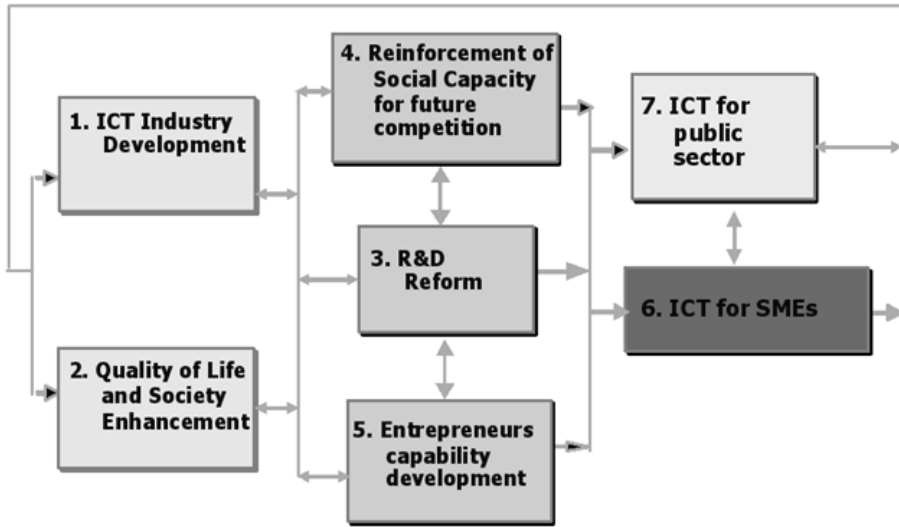 1. ICT Industry
Development
2. Quality of Life
and Society
Enhancement
4. Reinforcement of
Social Capacity
for future
competition
3. R&D
Reform
5. Entrepreneurs
capability
development
7. ICT for
public
sector
6. ICT for SMEs